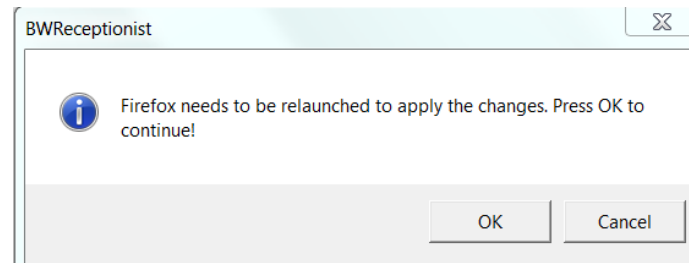 BWReceptionist
Firefox needs to be relaunched to apply the changes. Press OK to
continue!
OK
Cancel